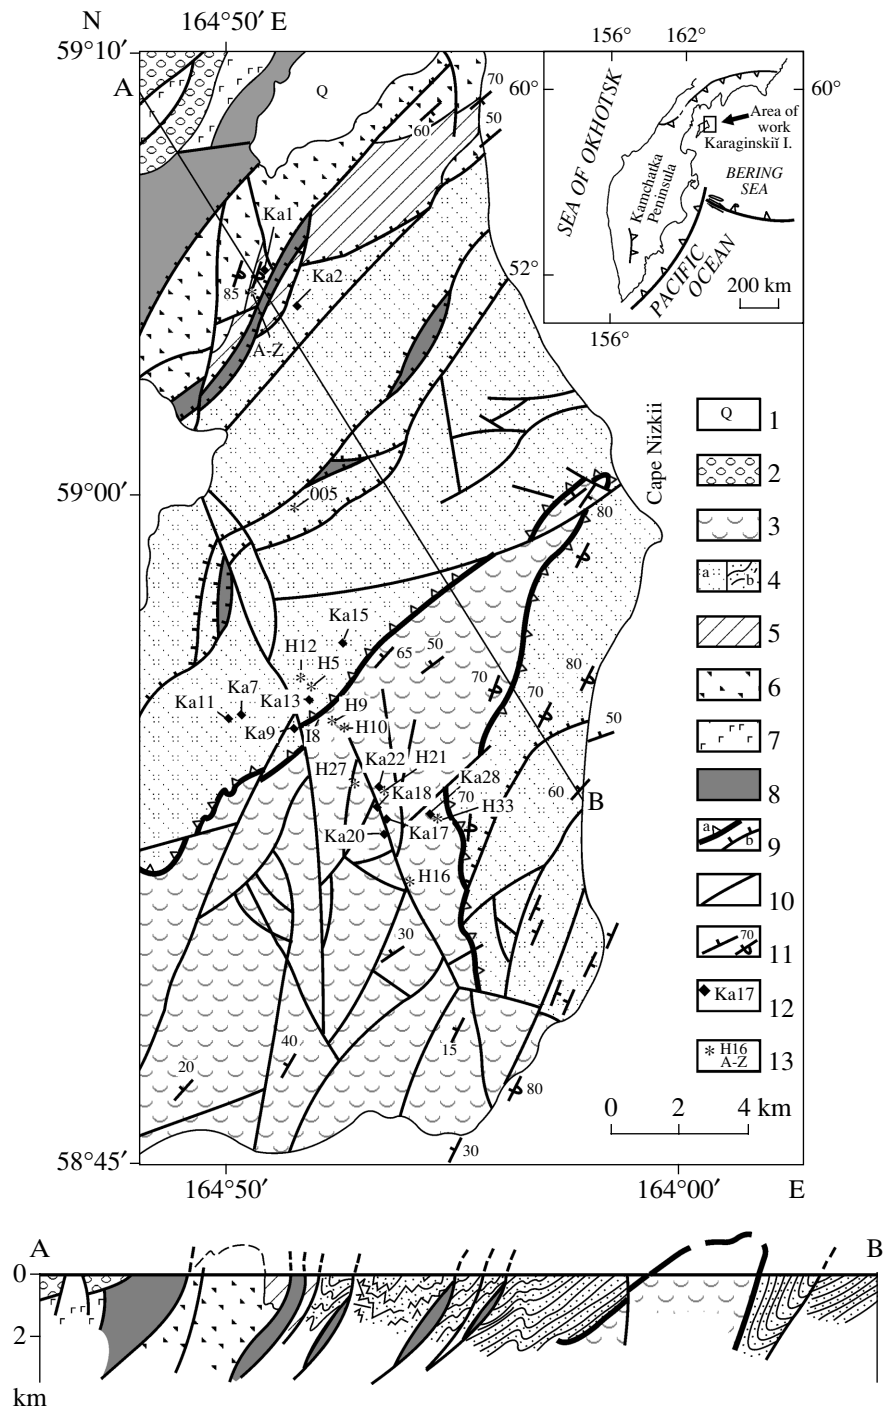 N
164°50′ E
59°10′
A
Q
70
50
60
Ka1
Ka2
85
A-Z
156°
162°
60°
60°
SEA OF OKHOTSK
Area of
work
Karaginskiĭ I.
Kamchatka
Peninsula
BERING
SEA
52°
PACIFIC
OCEAN
200 km
156°
Cape Nizkii
59°00′
005
80
Ka15
H12
H5
65
50
Ka11
Ka7
Ka13
H9
70
80
70
Ka9
I8
H10
50
H27
Ka22
H21
Ka28
Ka18
70
H33
60
B
Ka20
Ka17
H16
30
40
15
20
80
30
58°45′
164°50′
164°00′
E
Q 1
2
3
a b 4
5
6
7
8
a b 9
10
70 11
Ka17 12
* H16
A-Z 13
0 2 4 km
A
B
0
2
km